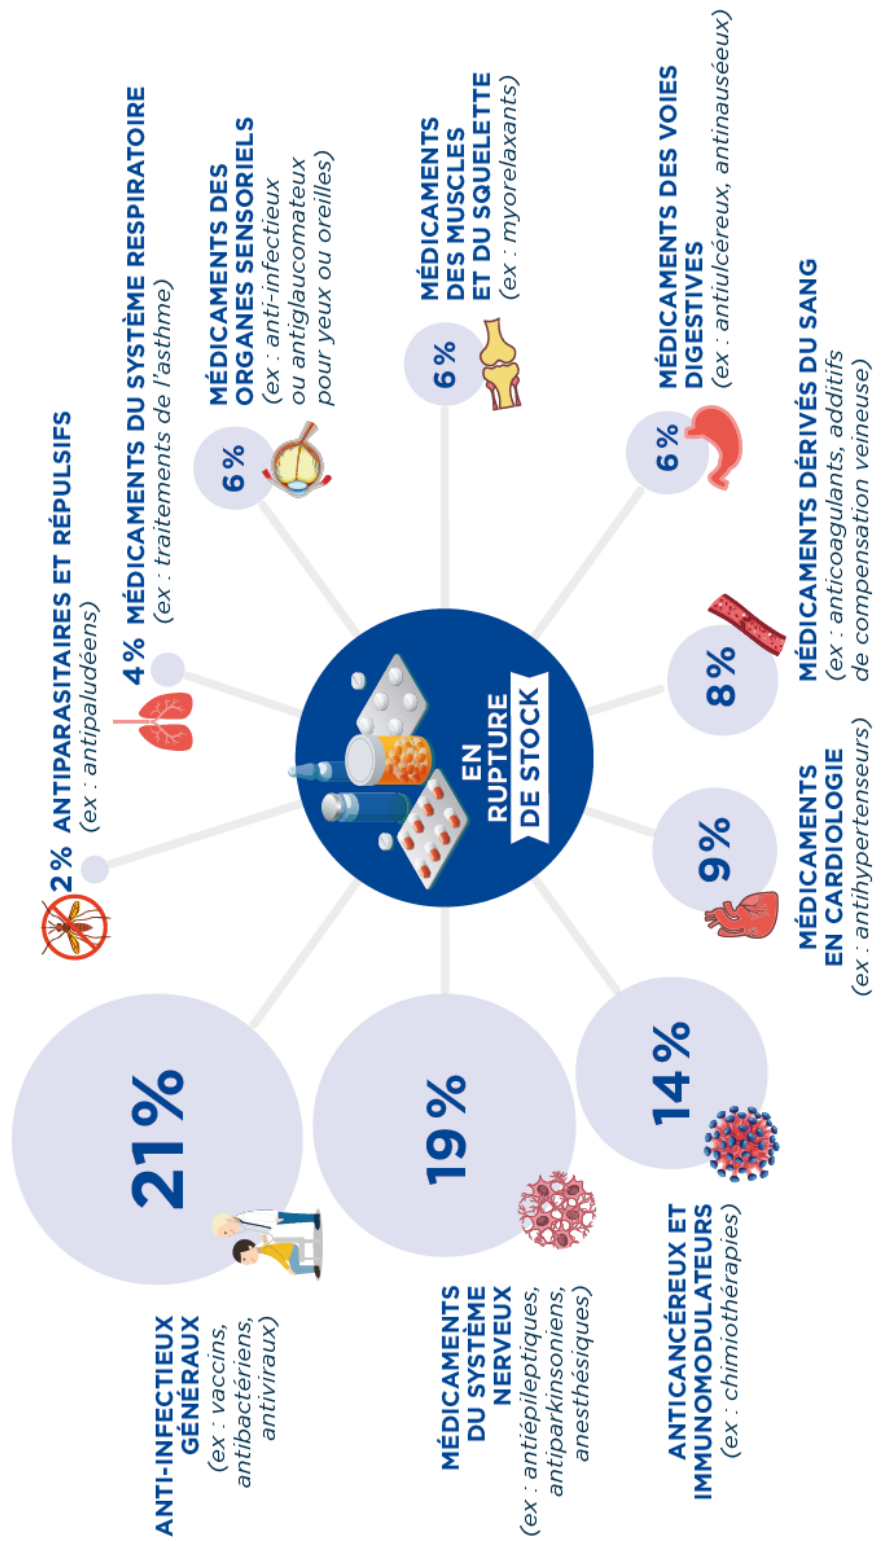 ANTI-INFECTIEUX
GÉNÉRAUX
(ex : vaccins,
antibactériens,
antiviraux)
21 %
2 % ANTIPARASITAIRES ET RÉPULSIFS
(ex : antipaludéens)
4 % MÉDICAMENTS DU SYSTÈME RESPIRATOIRE
(ex : traitements de l'asthme)
6 %
MÉDICAMENTS DES
ORGANES SENSORIELS
(ex : anti-infectieux
ou antiglaucomateux
pour yeux ou oreilles)
MÉDICAMENTS
DU SYSTÈME
NERVEUX
(ex : antiépileptiques,
antiparkinsoniens,
anesthésiques)
19 %
EN
RUPTURE
DE STOCK
6 %
MÉDICAMENTS
DES MUSCLES
ET DU SQUELETTE
(ex : myorelaxants)
ANTICANCÉREUX ET
IMMUNOMODULATEURS
(ex : chimiothérapies)
14 %
9 %
MÉDICAMENTS
EN CARDIOLOGIE
(ex : antihypertenseurs)
8 %
MÉDICAMENTS DÉRIVÉS DU SANG
(ex : anticoagulants, additifs
de compensation veineuse)
6 %
MÉDICAMENTS DES VOIES
DIGESTIVES
(ex : antiulcéreux, antinauséeux)